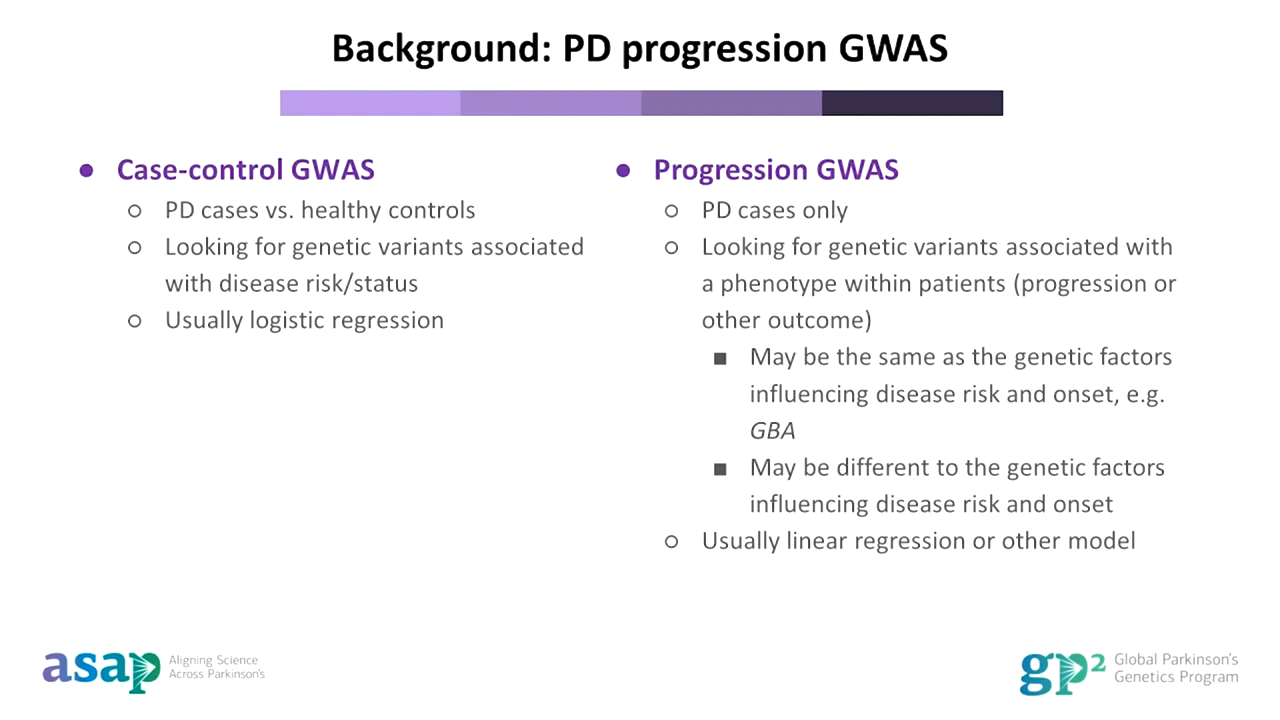 Background: PD progression GWAS
● Case-control GWAS
○ PD cases vs. healthy controls
○ Looking for genetic variants associated
with disease risk/status
○ Usually logistic regression
● Progression GWAS
○ PD cases only
○ Looking for genetic variants associated with
a phenotype within patients (progression or
other outcome)
■ May be the same as the genetic factors
influencing disease risk and onset, e.g.
GBA
■ May be different to the genetic factors
influencing disease risk and onset
○ Usually linear regression or other model
asap
Aligning Science
Across Parkinson's
gp2
Global Parkinson's
Genetics Program